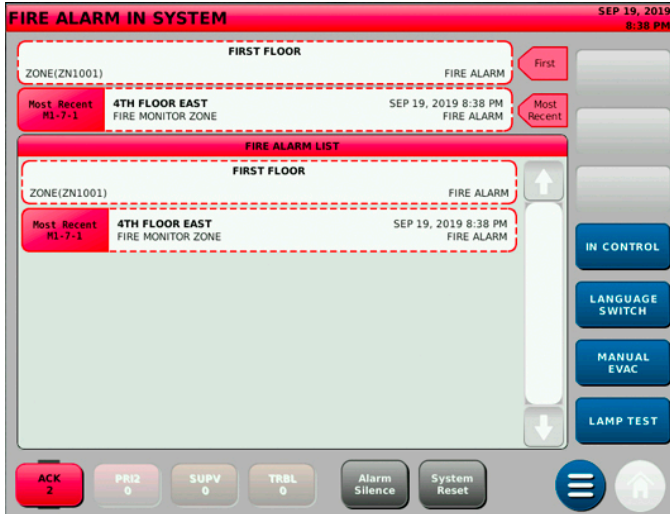 FIRE ALARM IN SYSTEM
SEP 19, 2019
8:38 PM
FIRST FLOOR
ZONE(ZN1001)
FIRE ALARM
First
Most Recent
M1-7-1
4TH FLOOR EAST
FIRE MONITOR ZONE
SEP 19, 2019 8:38 PM
FIRE ALARM
Most
Recent
FIRE ALARM LIST
FIRST FLOOR
ZONE(ZN1001)
FIRE ALARM
Most Recent
M1-7-1
4TH FLOOR EAST
FIRE MONITOR ZONE
SEP 19, 2019 8:38 PM
FIRE ALARM
IN CONTROL
LANGUAGE
SWITCH
MANUAL
EVAC
LAMP TEST
ACK
2
PRI2
0
SUPV
0
TRBL
0
Alarm
Silence
System
Reset